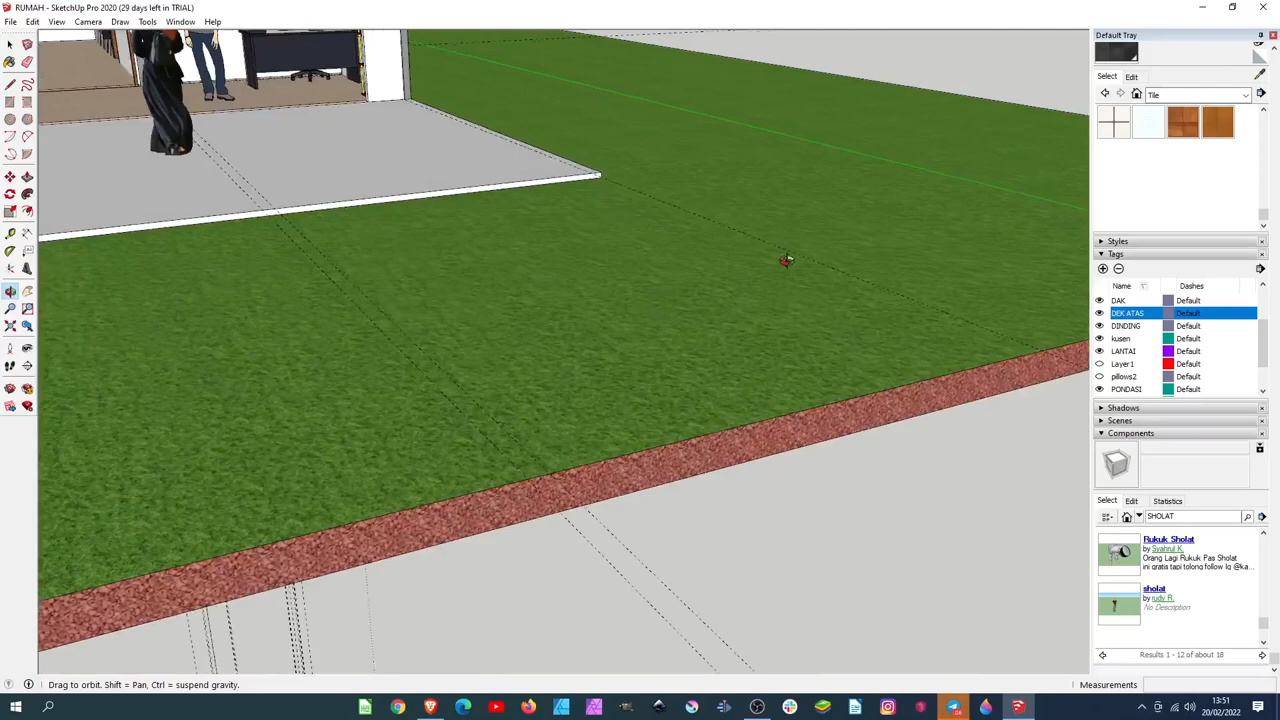 RUMAH - SketchUp Pro 2020 (29 days left in TRIAL)
File Edit View Camera Draw Tools Window Help
Default Tray
Select Edit
Tile
Styles
Tags
Name Dashes
DAK Default
DEK ATAS Default
DINDING Default
kusen Default
LANTAI Default
Layer1 Default
pillows2 Default
PONDASI Default
Shadows
Scenes
Components
Select Edit Statistics
SHOLAT
Rukuk Sholat
by Syahrul K.
Orang Lagi Rukuk Pas Sholat
ini gratis tapi tolong follow Ig @ka...
sholat
by rudy R.
No Description
Results 1 - 12 of about 18
Drag to orbit. Shift = Pan, Ctrl = suspend gravity.
Measurements
13:51
20/02/2022